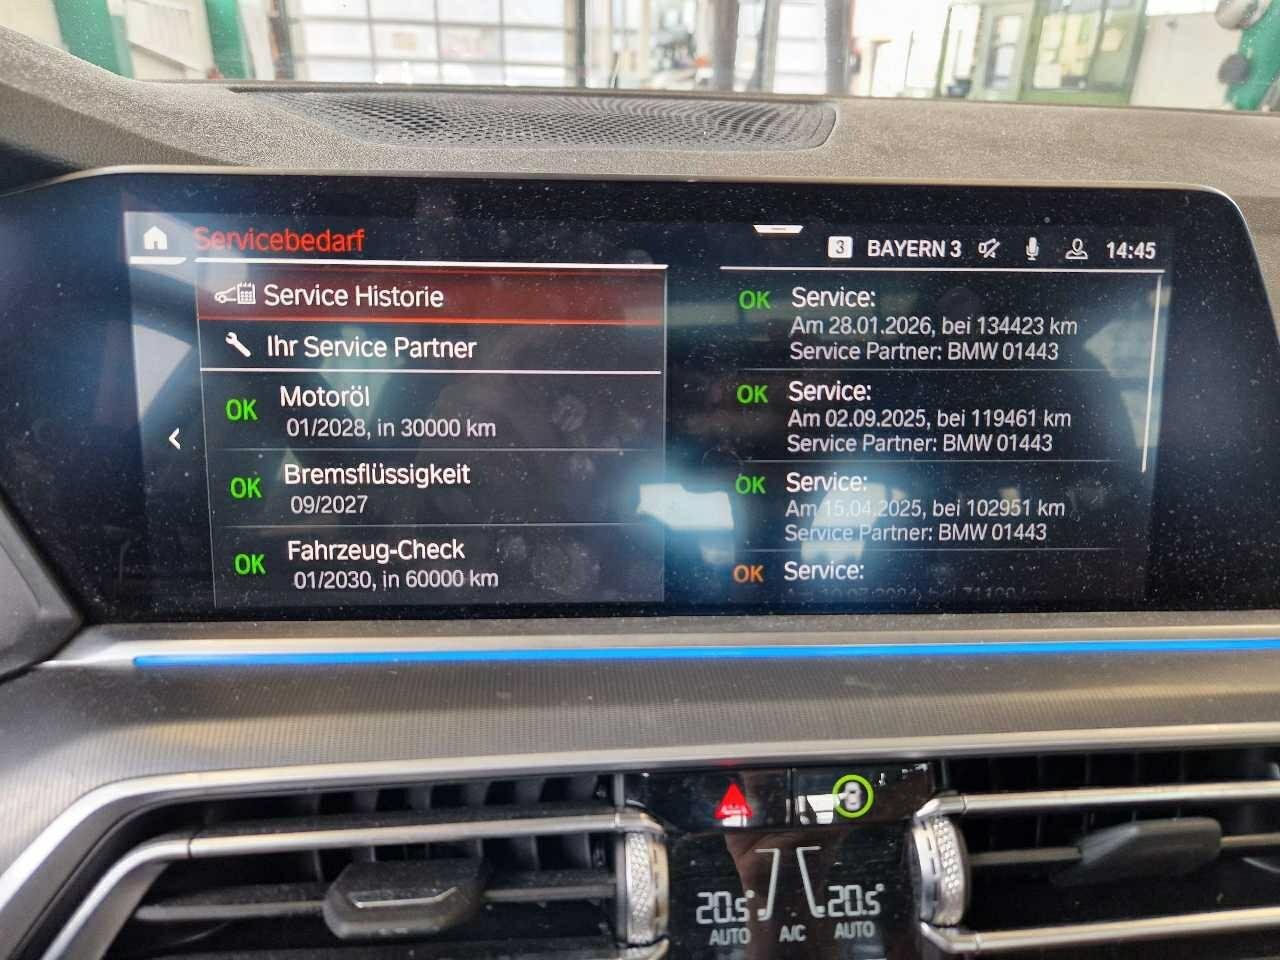 Servicebedarf
3 BAYERN 3 14:45
Service Historie
Ihr Service Partner
OK Motoröl
01/2028, in 30000 km
OK Bremsflüssigkeit
09/2027
OK Fahrzeug-Check
01/2030, in 60000 km
OK Service:
Am 28.01.2026, bei 134423 km
Service Partner: BMW 01443
OK Service:
Am 02.09.2025, bei 119461 km
Service Partner: BMW 01443
OK Service:
Am 15.04.2025, bei 102951 km
Service Partner: BMW 01443
OK Service:
20.5° 20.5°
AUTO A/C AUTO